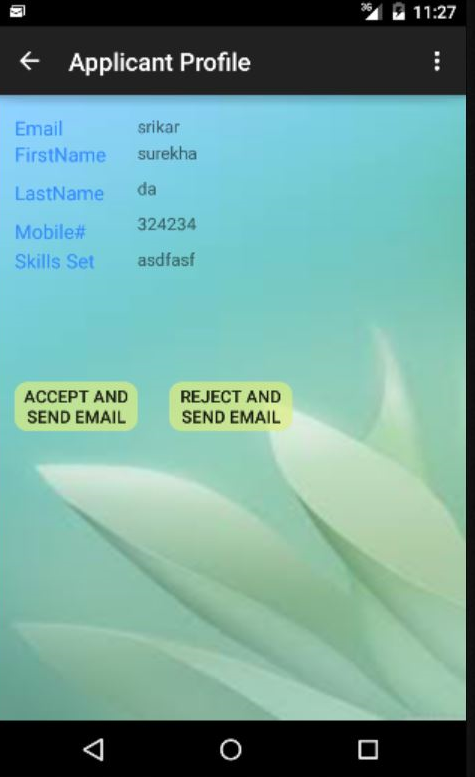 3G 11:27
Applicant Profile
Email srikar
FirstName surekha
LastName da
Mobile# 324234
Skills Set asdfasf
ACCEPT AND
SEND EMAIL
REJECT AND
SEND EMAIL